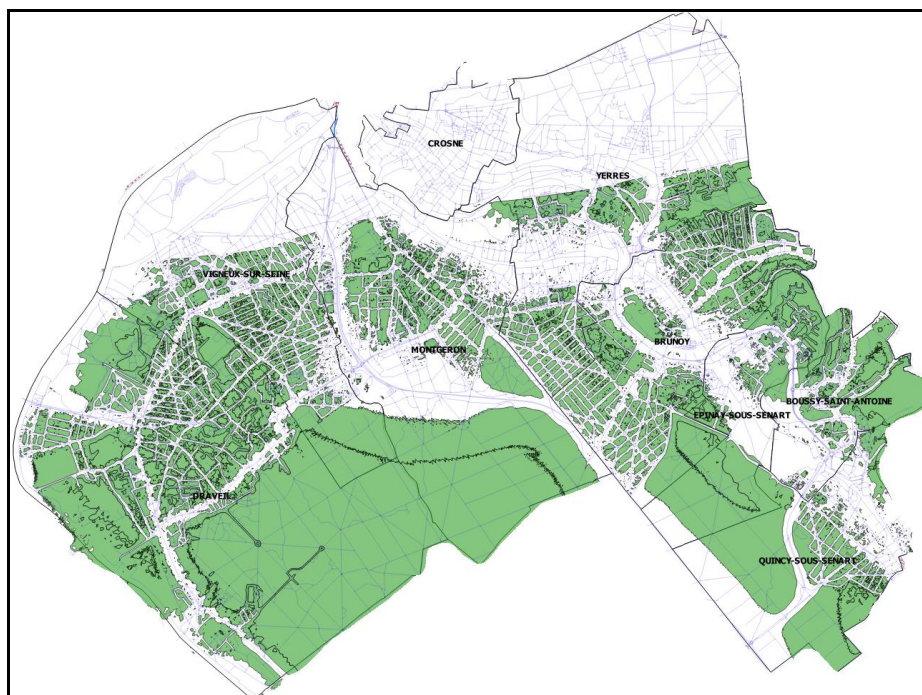 CROSNE
YERRES
VIGNEUX-SUR-SEINE
BRUNOY
MONTGERON
BOUSSY-SAINT-ANTOINE
EPINAY-SOUS-SENART
DRAVEIL
QUINCY-SOUS-SENART